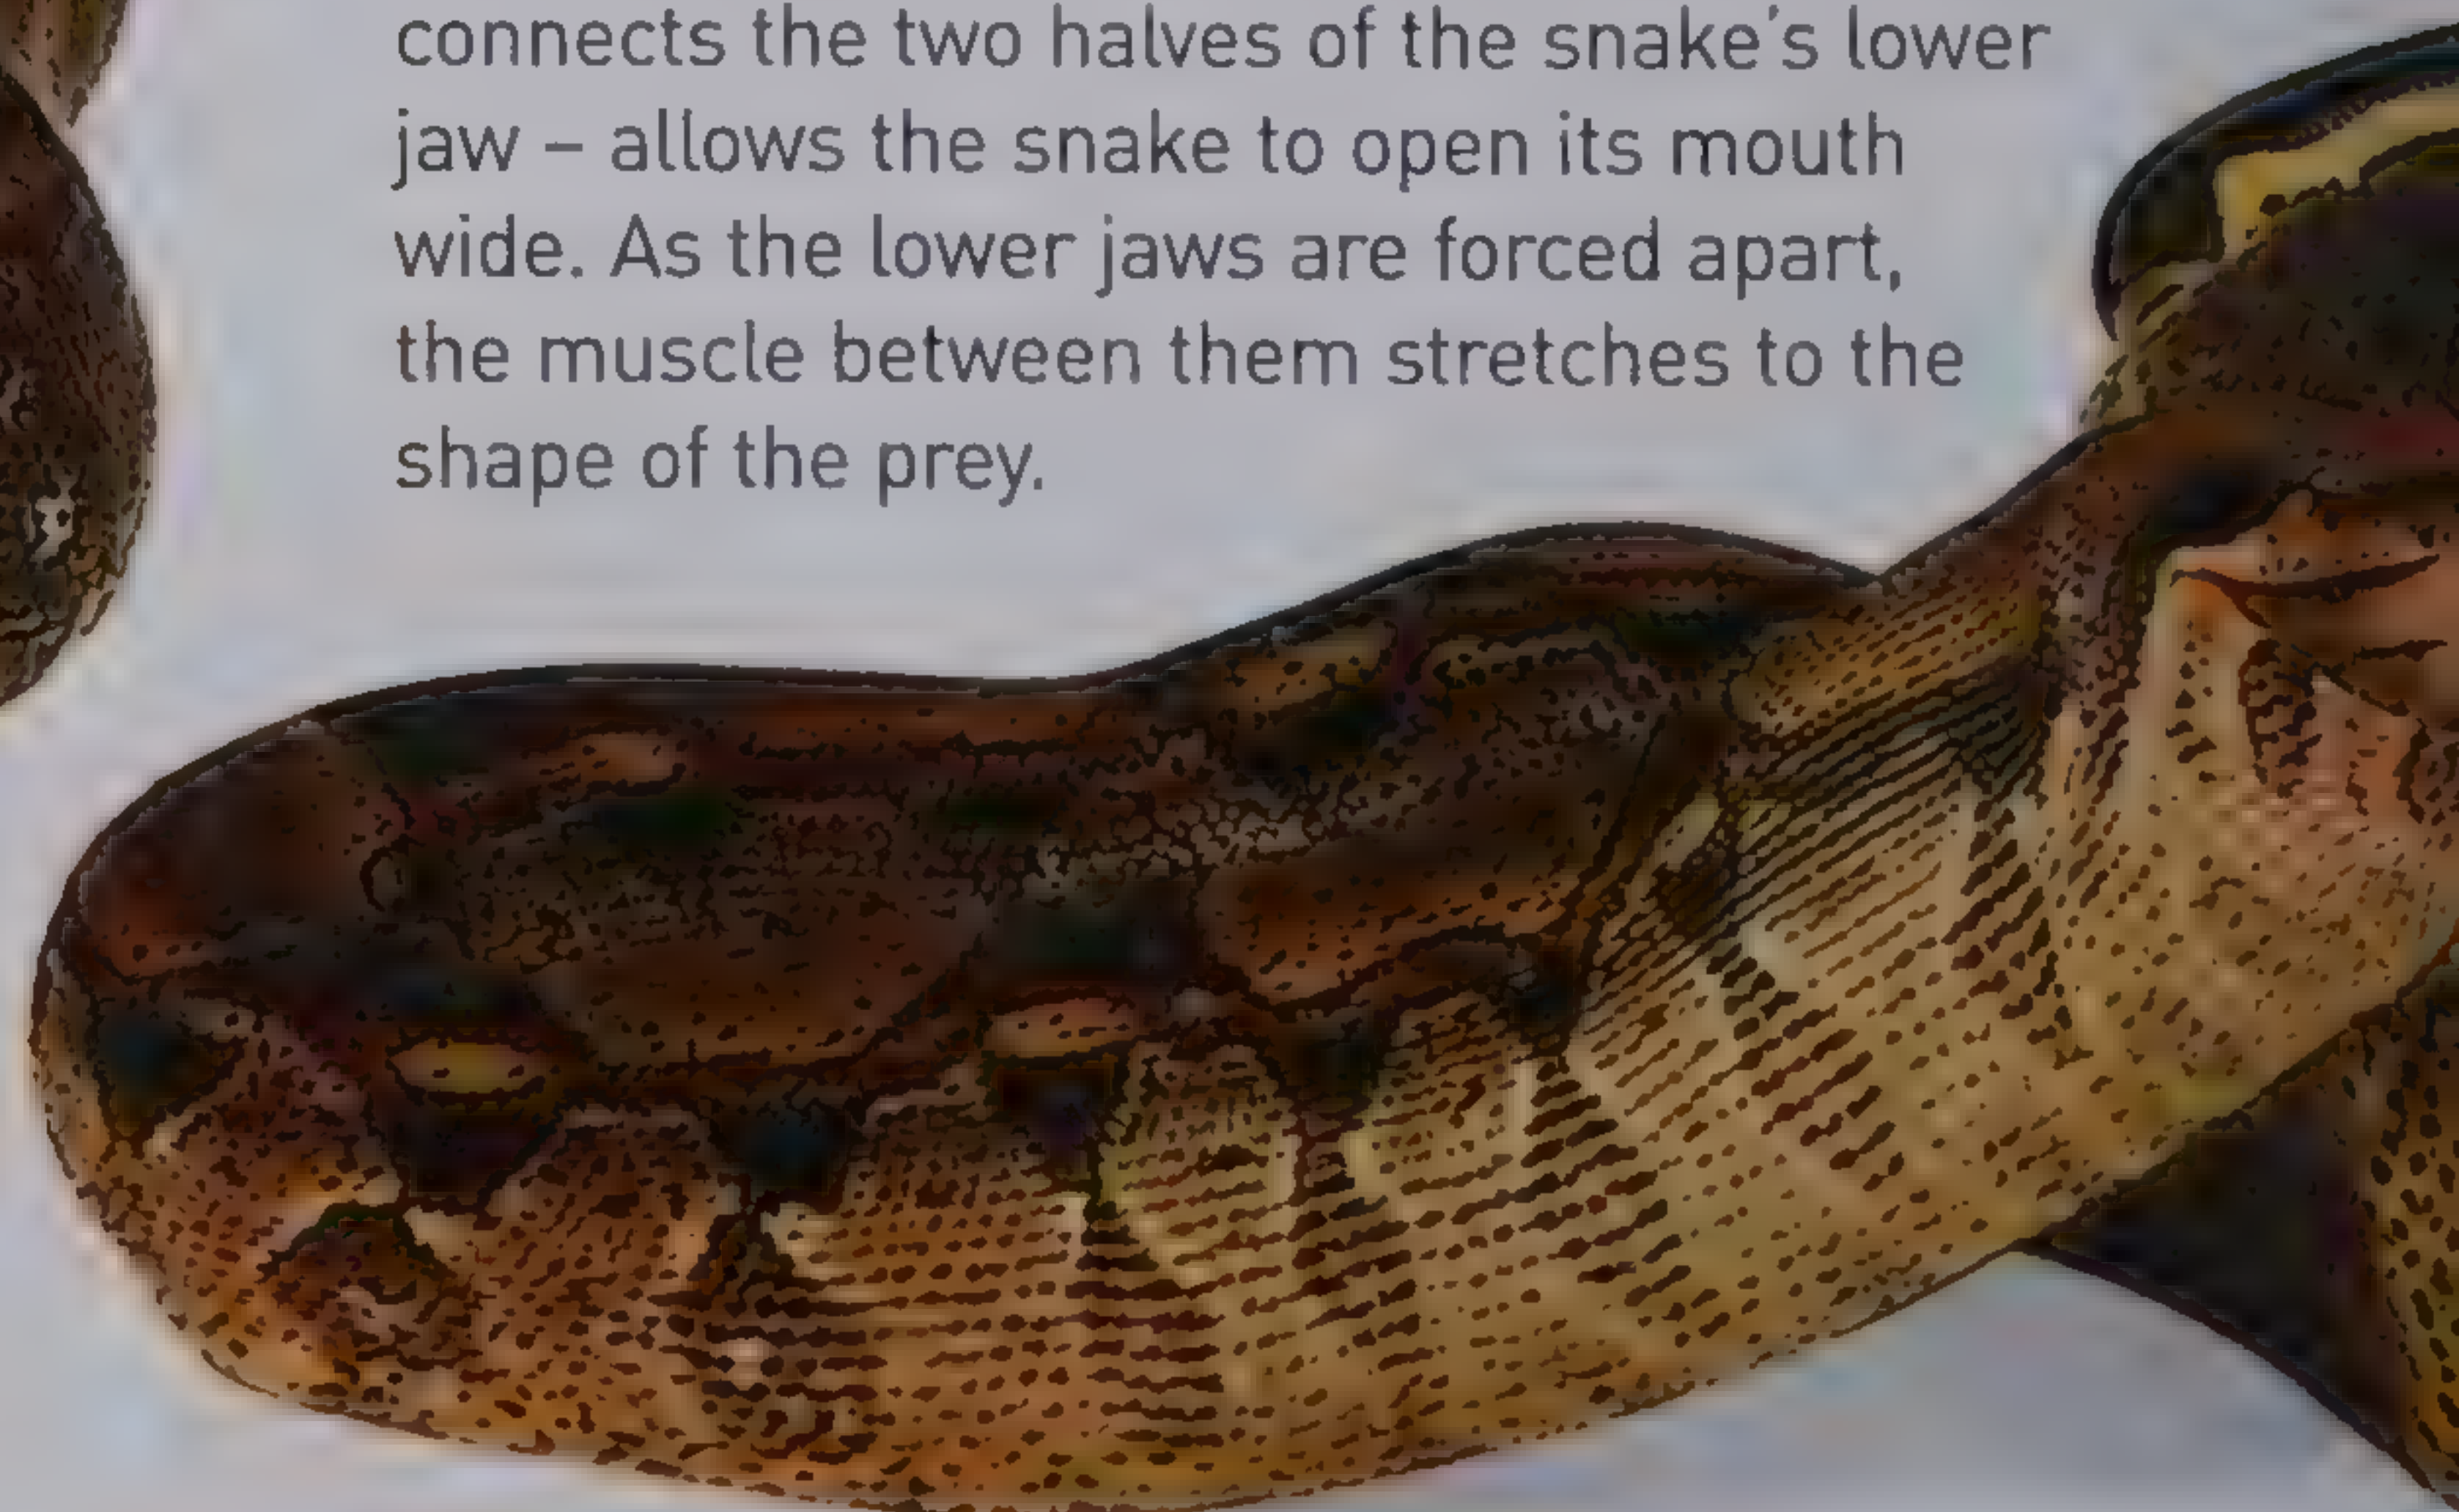 connects the two halves of the snake's lower
jaw – allows the snake to open its mouth
wide. As the lower jaws are forced apart,
the muscle between them stretches to the
shape of the prey.